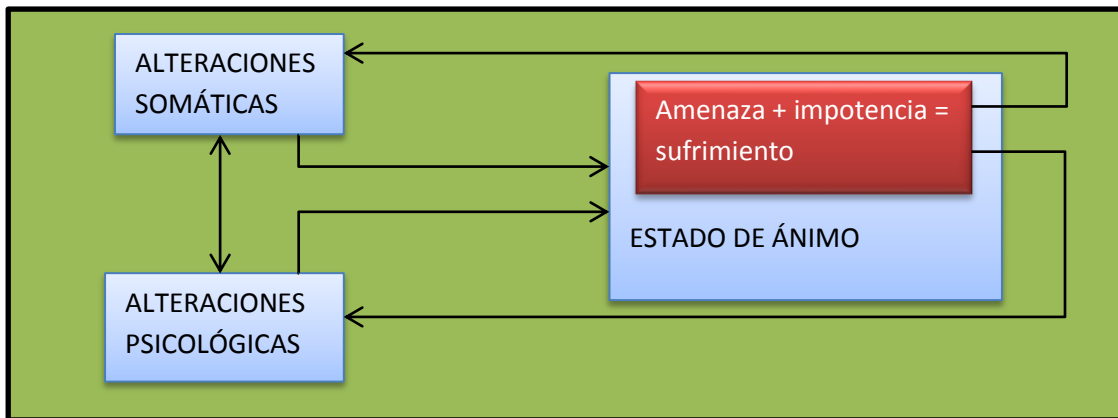 ALTERACIONES
SOMÁTICAS
Amenaza + impotencia =
sufrimiento
ESTADO DE ÁNIMO
ALTERACIONES
PSICOLÓGICAS